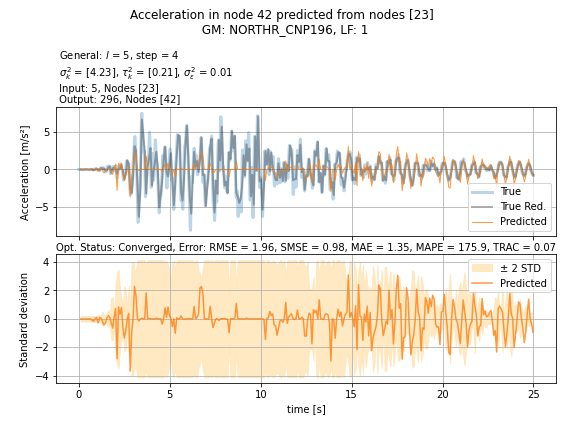 Acceleration in node 42 predicted from nodes [23]
GM: NORTHR_CNP196, LF: 1
General: l = 5, step = 4
σ²ₖ = [4.23], τ²ₖ = [0.21], σ²ε = 0.01
Input: 5, Nodes [23]
Output: 296, Nodes [42]
Acceleration [m/s²]
5
0
−5
True
True Red.
Predicted
Opt. Status: Converged, Error: RMSE = 1.96, SMSE = 0.98, MAE = 1.35, MAPE = 175.9, TRAC = 0.07
Standard deviation
4
2
0
−2
−4
± 2 STD
Predicted
0 5 10 15 20 25
time [s]